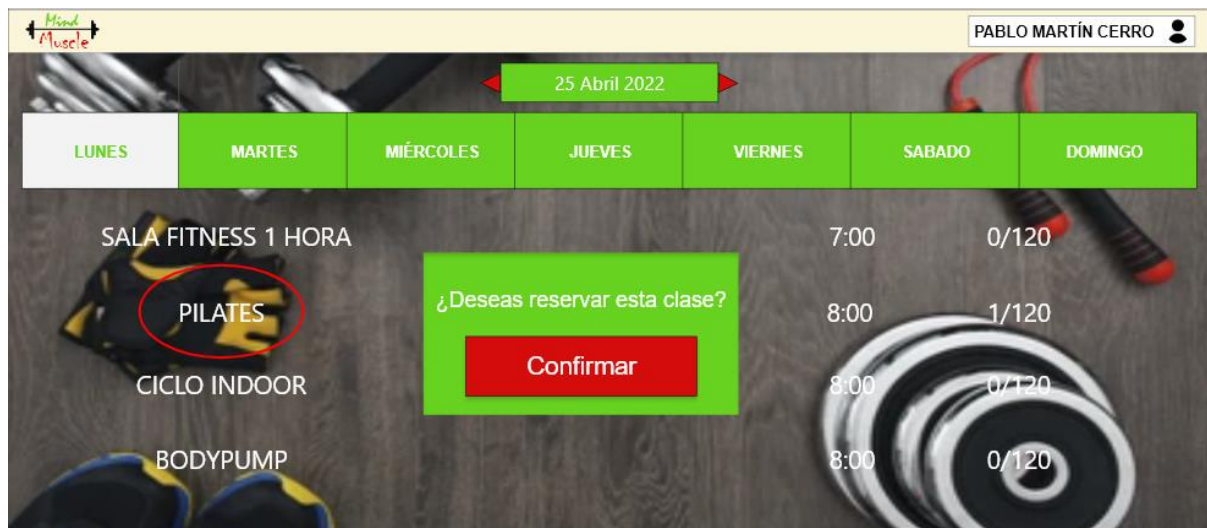 Mind
Muscle
PABLO MARTÍN CERRO
25 Abril 2022
LUNES MARTES MIÉRCOLES JUEVES VIERNES SABADO DOMINGO
SALA FITNESS 1 HORA 7:00 0/120
¿Deseas reservar esta clase?
PILATES 8:00 1/120
Confirmar
CICLO INDOOR 8:00 0/120
BODYPUMP 8:00 0/120